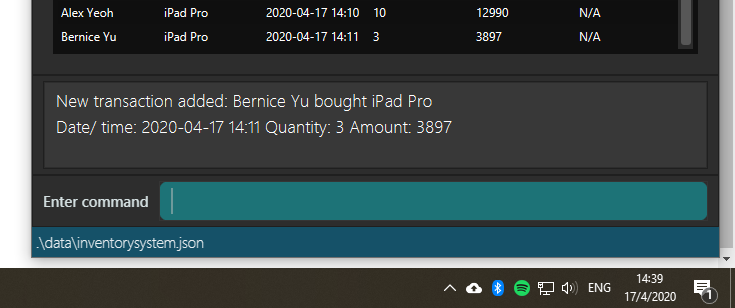 Alex Yeoh iPad Pro 2020-04-17 14:10 10 12990 N/A
Bernice Yu iPad Pro 2020-04-17 14:11 3 3897 N/A
New transaction added: Bernice Yu bought iPad Pro
Date/ time: 2020-04-17 14:11 Quantity: 3 Amount: 3897
Enter command
.\data\inventorysystem.json
ENG 14:39
17/4/2020
1